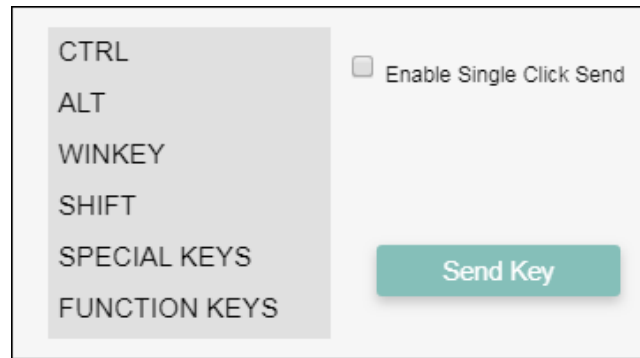 CTRL
Enable Single Click Send
ALT
WINKEY
SHIFT
SPECIAL KEYS
Send Key
FUNCTION KEYS